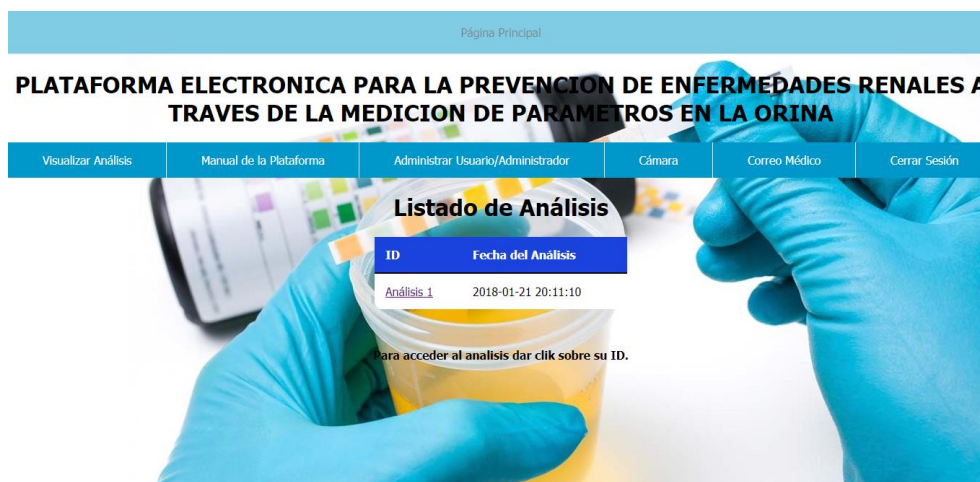 Página Principal
PLATAFORMA ELECTRONICA PARA LA PREVENCION DE ENFERMEDADES RENALES A
TRAVES DE LA MEDICION DE PARAMETROS EN LA ORINA
Visualizar Análisis Manual de la Plataforma Administrar Usuario/Administrador Cámara Correo Médico Cerrar Sesión
Listado de Análisis
ID Fecha del Análisis
Análisis 1 2018-01-21 20:11:10
Para acceder al analisis dar clik sobre su ID.